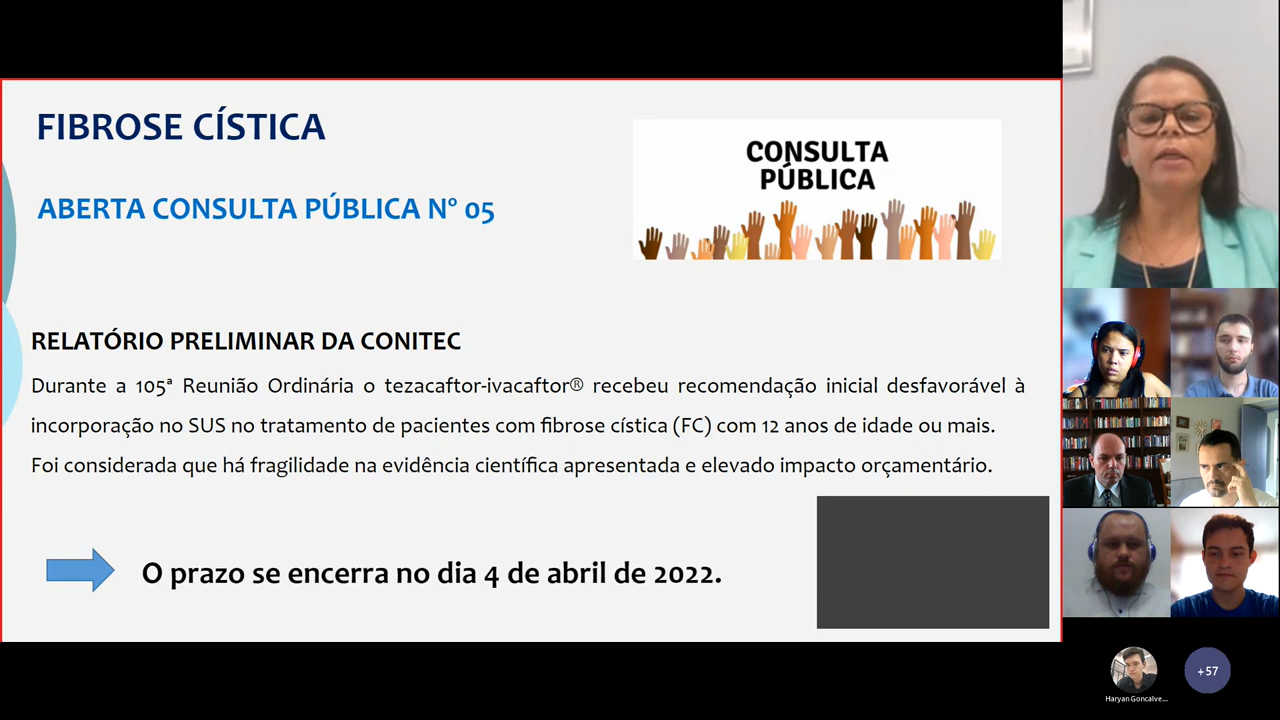 FIBROSE CÍSTICA
CONSULTA
PÚBLICA
ABERTA CONSULTA PÚBLICA Nº 05
RELATÓRIO PRELIMINAR DA CONITEC
Durante a 105ª Reunião Ordinária o tezacaftor-ivacaftor® recebeu recomendação inicial desfavorável à
incorporação no SUS no tratamento de pacientes com fibrose cística (FC) com 12 anos de idade ou mais.
Foi considerada que há fragilidade na evidência científica apresentada e elevado impacto orçamentário.
O prazo se encerra no dia 4 de abril de 2022.
+57
Haryan Goncalve...